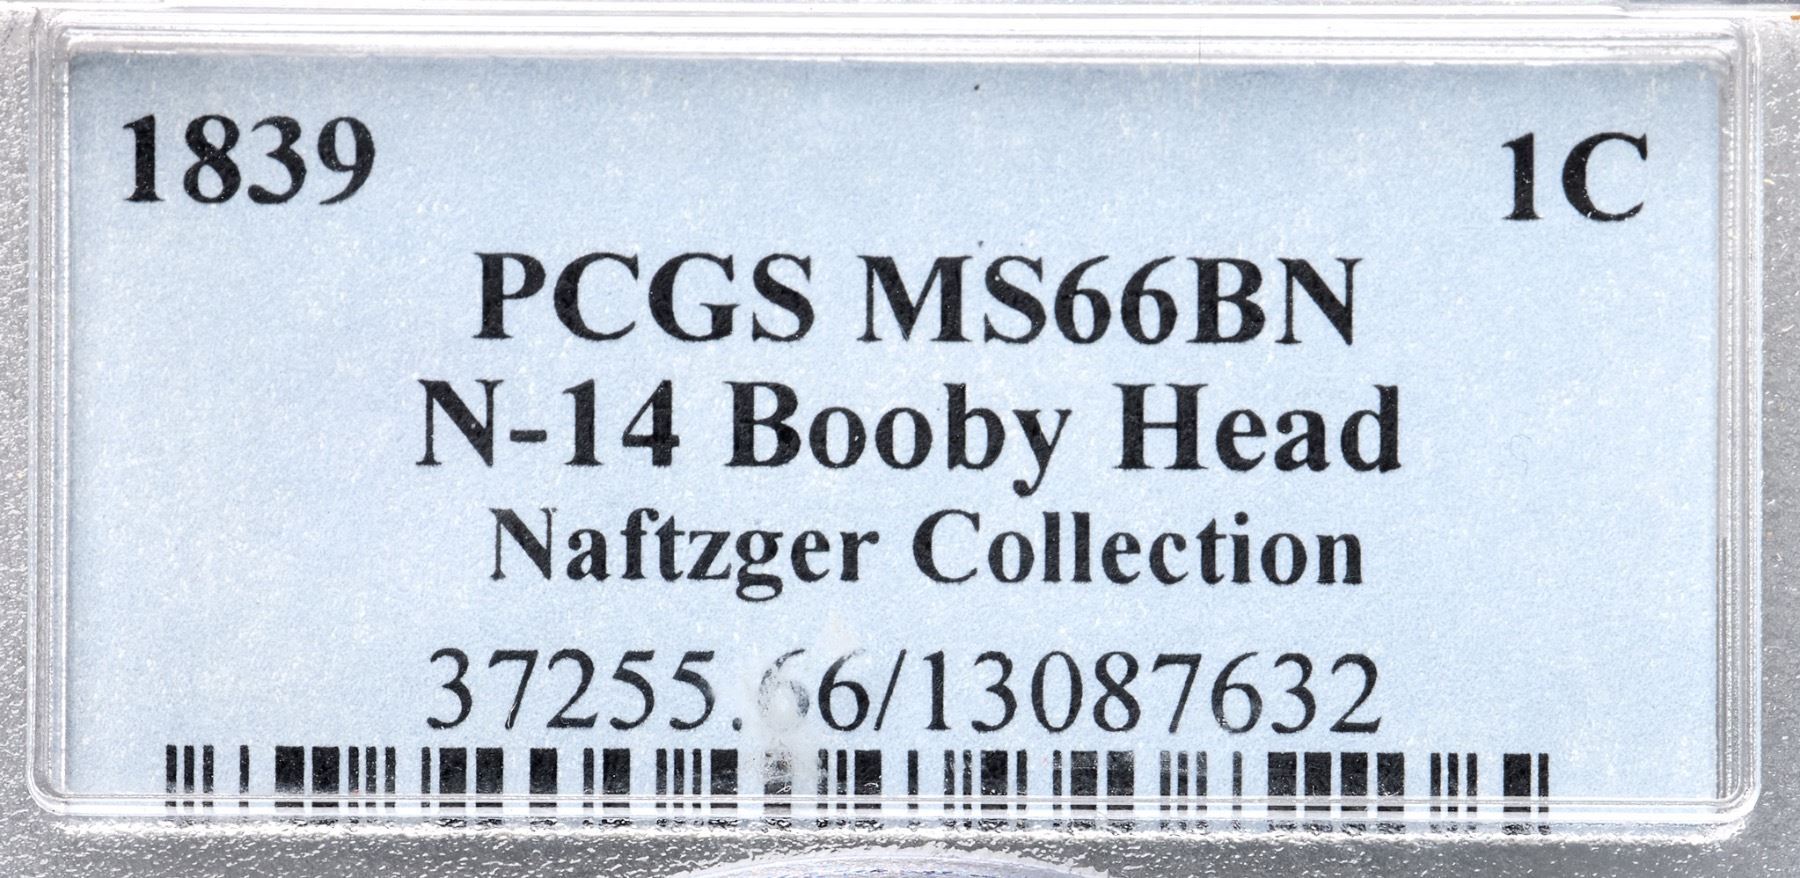 1839 1C
PCGS MS66BN
N-14 Booby Head
Naftzger Collection
37255.66/13087632